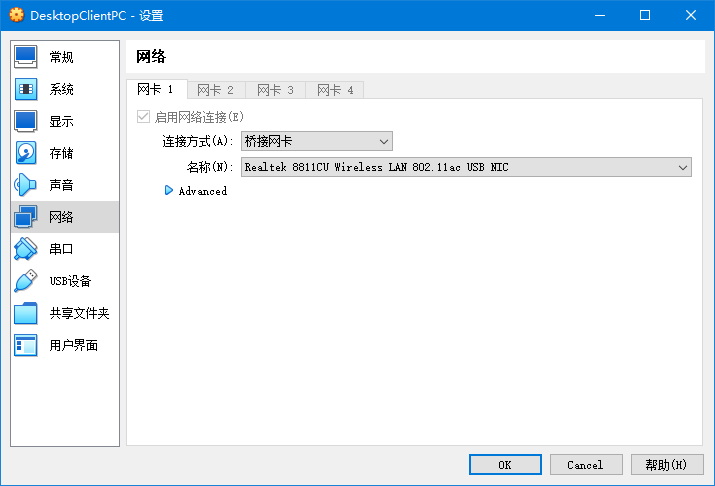 DesktopClientPC - 设置
常规
系统
显示
存储
声音
网络
串口
USB设备
共享文件夹
用户界面
网络
网卡 1 网卡 2 网卡 3 网卡 4
启用网络连接(E)
连接方式(A): 桥接网卡
名称(N): Realtek 8811CU Wireless LAN 802.11ac USB NIC
Advanced
OK Cancel 帮助(H)